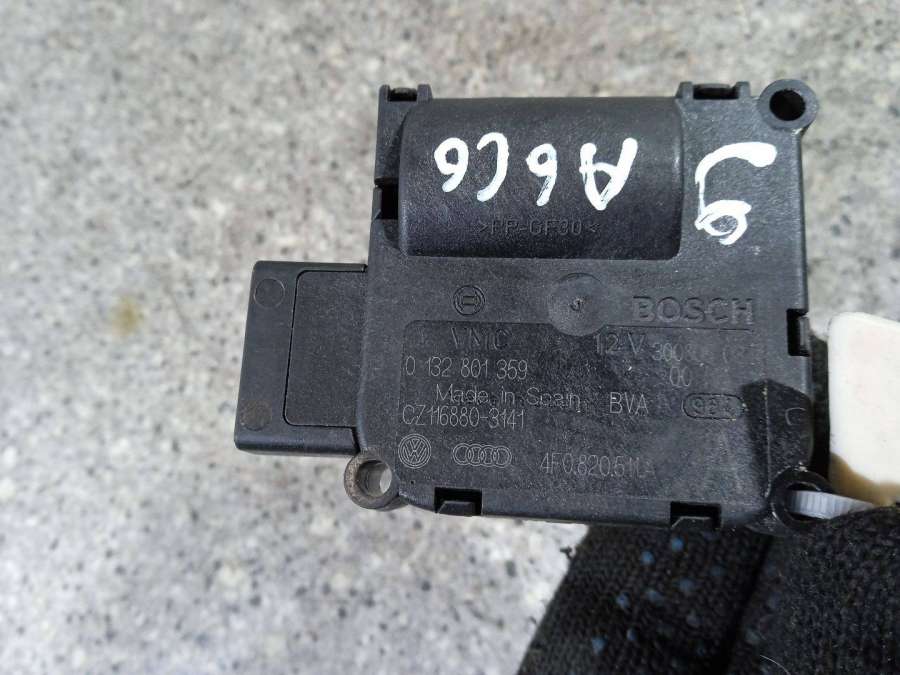 A6C6
>PP-GF30<
BOSCH
VMC 12-V
0 132 801 359
Made in Spain BVA
CZ116880-3141
4F0.820.511A